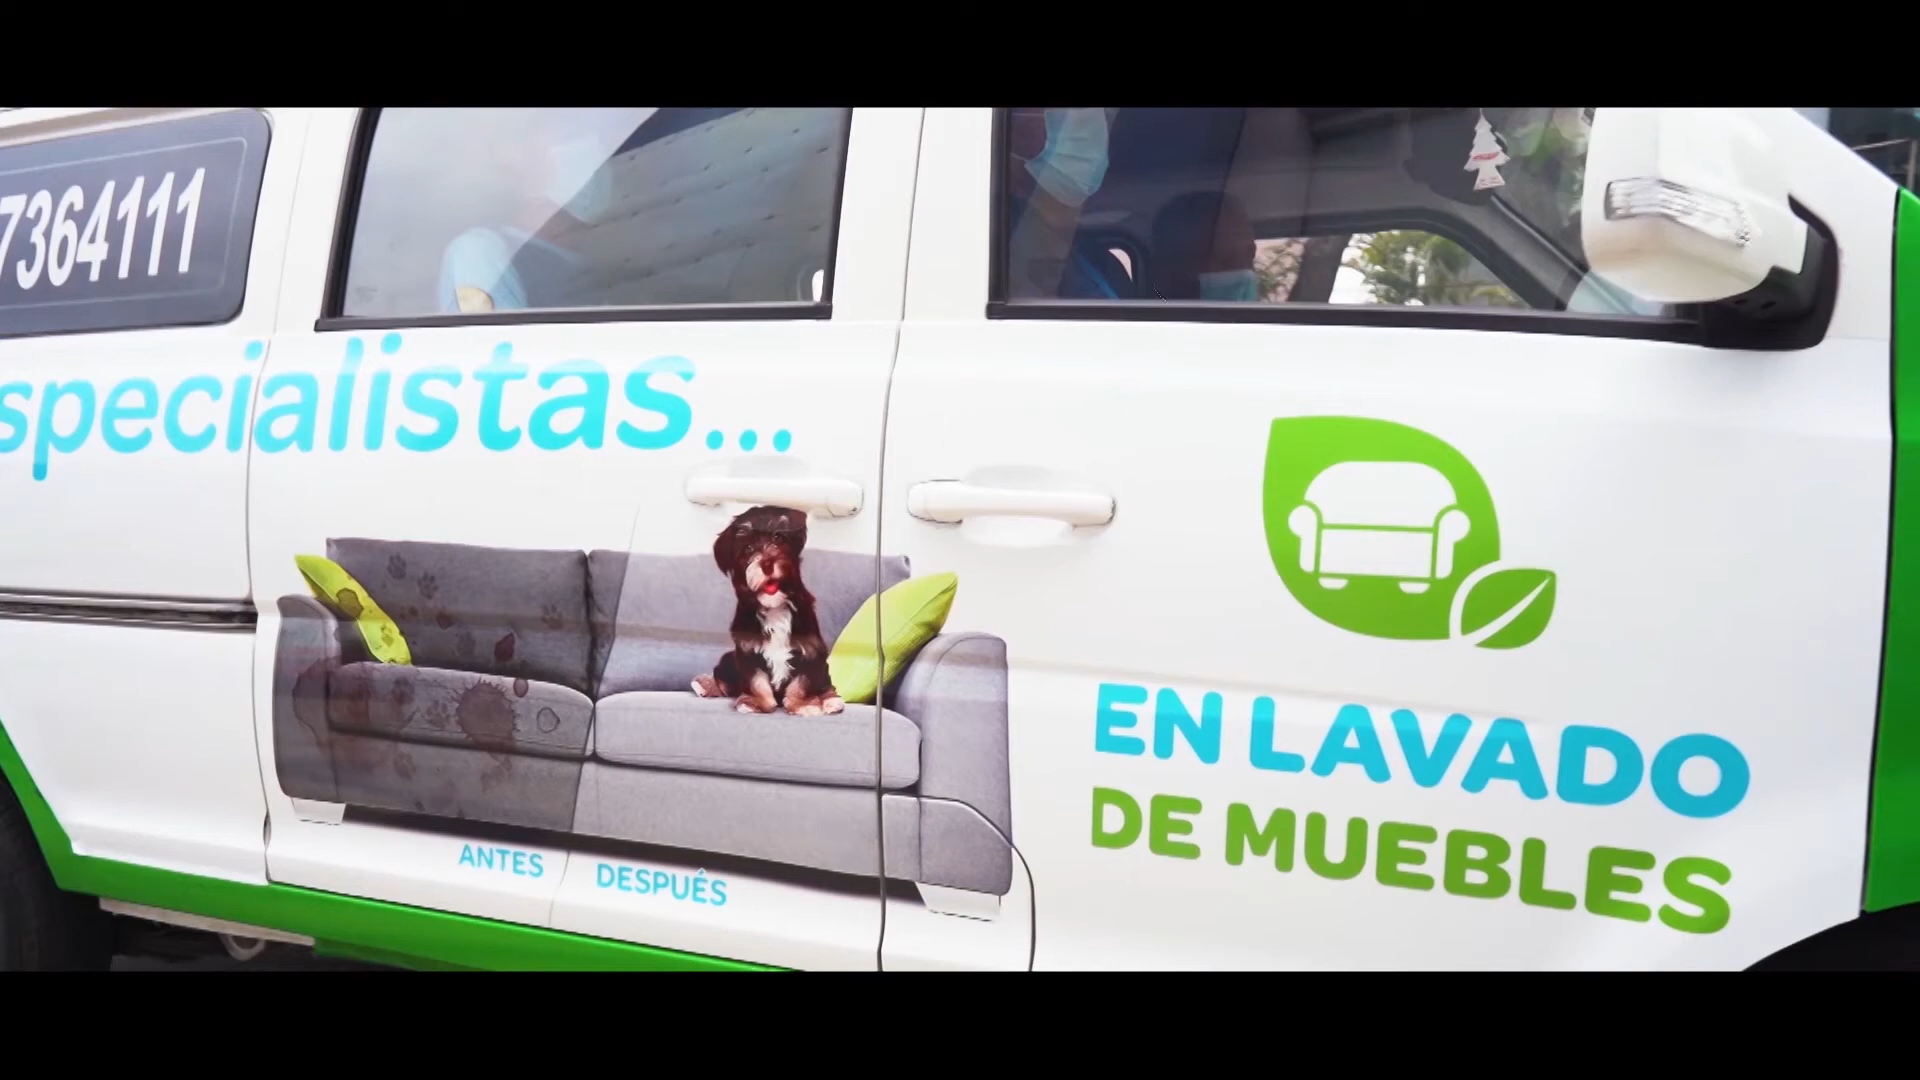 7364111
specialistas...
ANTES DESPUÉS
EN LAVADO
DE MUEBLES